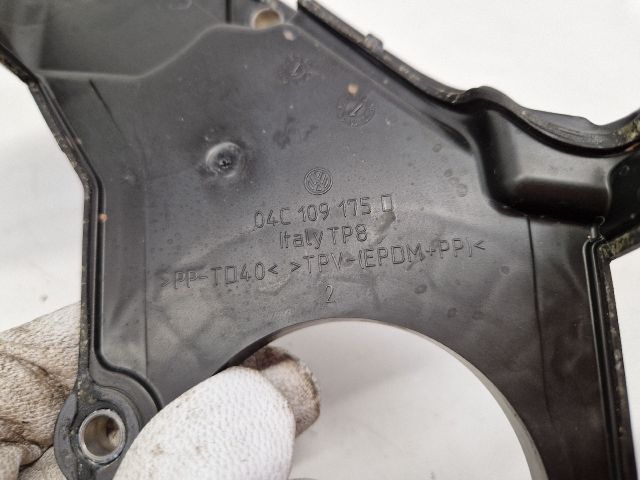 04C 109 175 D
Italy TP8
>PP-TD40< >TPV-(EPDM+PP)<
2